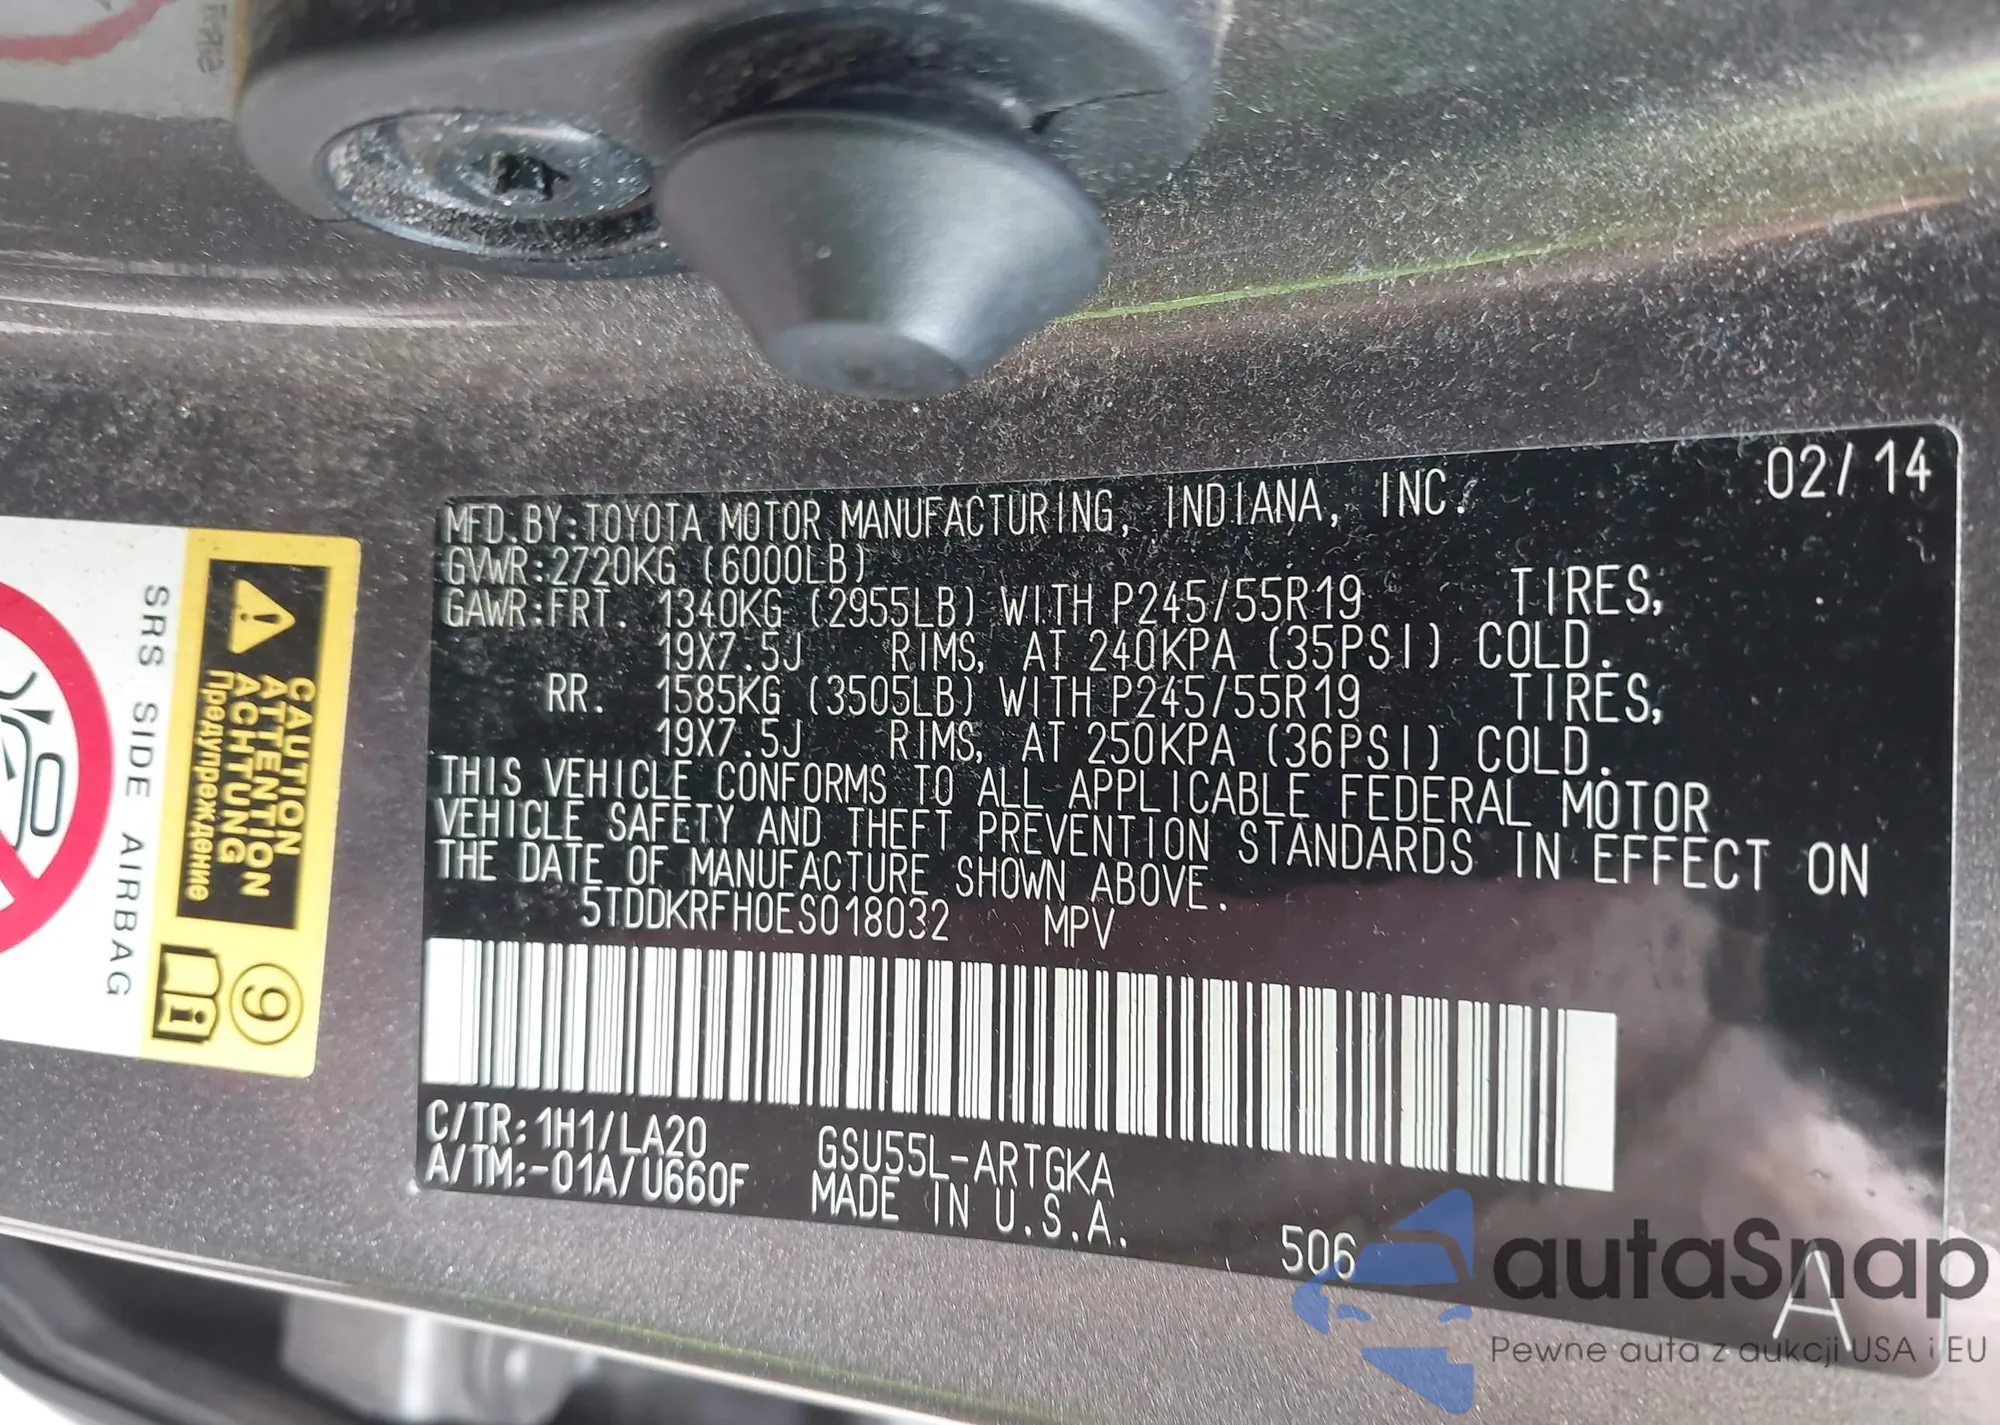 02/14
MFD.BY:TOYOTA MOTOR MANUFACTURING, INDIANA, INC.
GVWR:2720KG (6000LB)
GAWR:FRT. 1340KG (2955LB) WITH P245/55R19 TIRES,
19X7.5J RIMS, AT 240KPA (35PSI) COLD.
RR. 1585KG (3505LB) WITH P245/55R19 TIRES,
19X7.5J RIMS, AT 250KPA (36PSI) COLD.
THIS VEHICLE CONFORMS TO ALL APPLICABLE FEDERAL MOTOR
VEHICLE SAFETY AND THEFT PREVENTION STANDARDS IN EFFECT ON
THE DATE OF MANUFACTURE SHOWN ABOVE.
5TDDKRFH0ES018032 MPV
C/TR:1H1/LA20 GSU55L-ARTGKA
A/TM:-01A/U660F MADE IN U.S.A.
506
A
CAUTION
ATTENTION
ACHTUNG
Предупреждение
SRS SIDE AIRBAG
9
autaSnap
Pewne auta z aukcji USA i EU